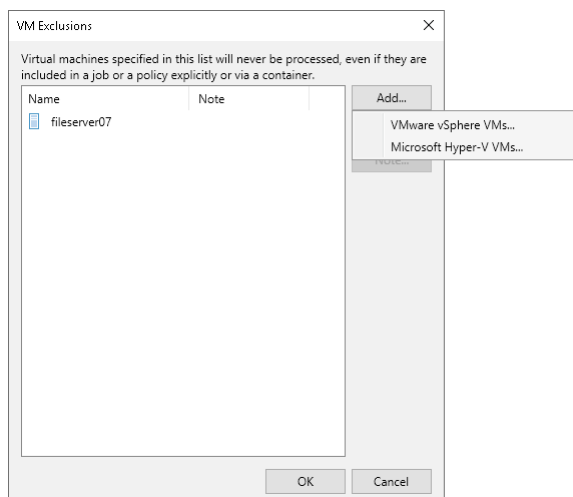 VM Exclusions
Virtual machines specified in this list will never be processed, even if they are
included in a job or a policy explicitly or via a container.
Name Note Add...
fileserver07
VMware vSphere VMs...
Microsoft Hyper-V VMs...
Note...
OK Cancel